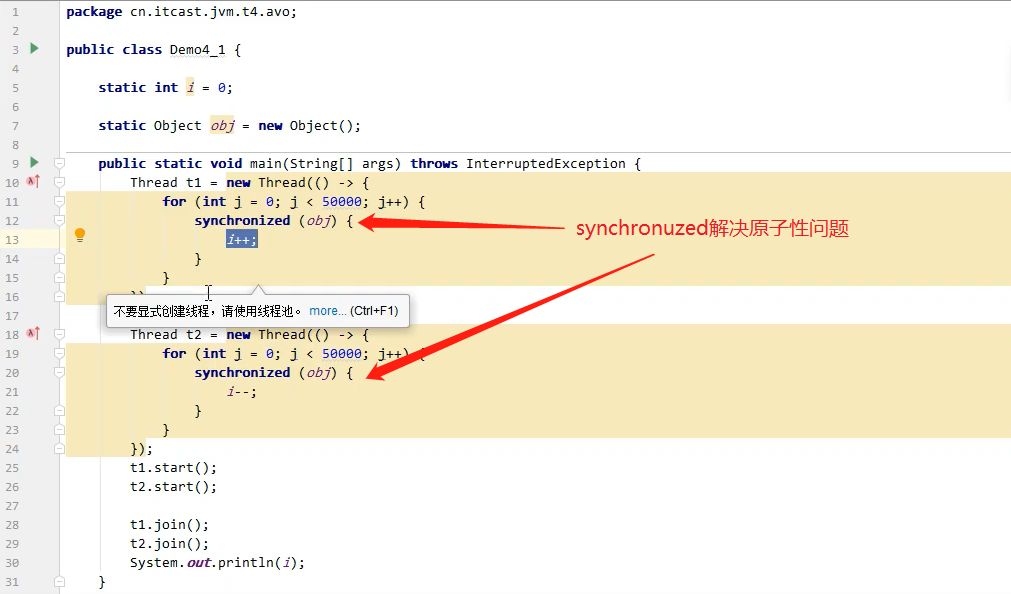 1 package cn.itcast.jvm.t4.avo;
2
3 public class Demo4_1 {
4
5 static int i = 0;
6
7 static Object obj = new Object();
8
9 public static void main(String[] args) throws InterruptedException {
10 Thread t1 = new Thread(() -> {
11 for (int j = 0; j < 50000; j++) {
12 synchronized (obj) {
synchronuzed解决原子性问题
13 i++;
14 }
15 }
16 });
不要显式创建线程，请使用线程池。 more... (Ctrl+F1)
17
18 Thread t2 = new Thread(() -> {
19 for (int j = 0; j < 50000; j++) {
20 synchronized (obj) {
21 i--;
22 }
23 }
24 });
25 t1.start();
26 t2.start();
27
28 t1.join();
29 t2.join();
30 System.out.println(i);
31 }